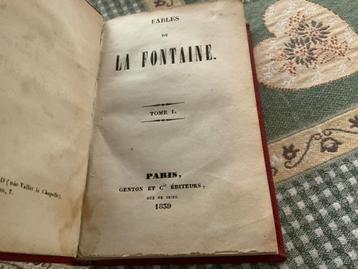 FABLES
DE
LA FONTAINE.
TOME I.
PARIS,
GENTON ET Cie ÉDITEURS,
1839